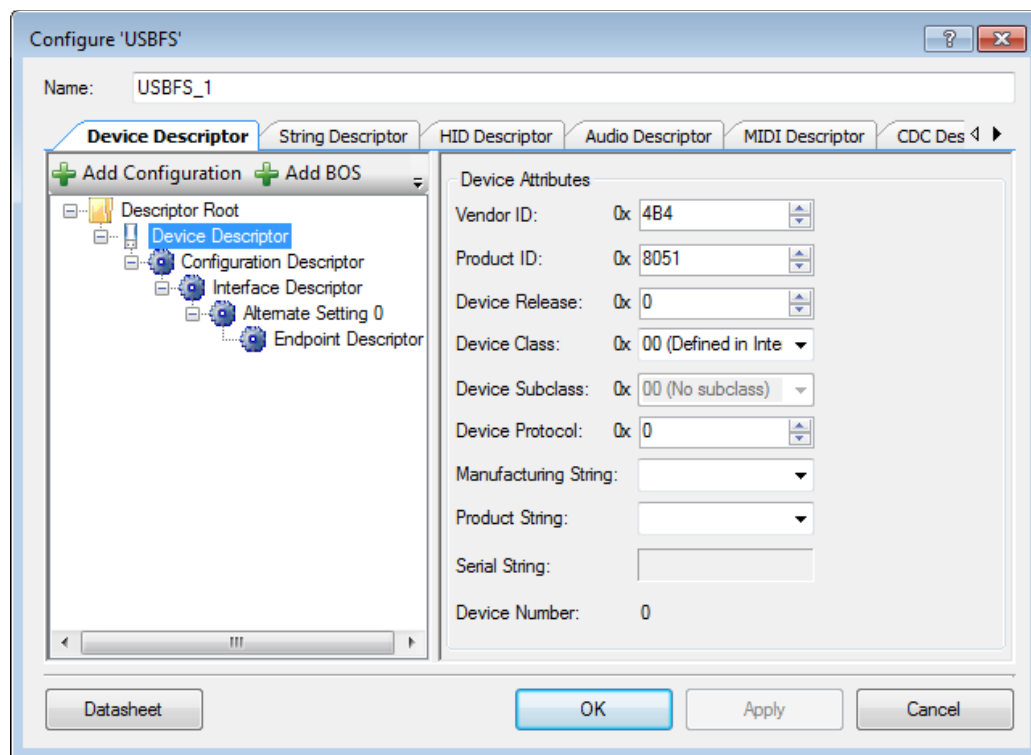 Configure 'USBFS'
?
Name: USBFS_1
Device Descriptor String Descriptor HID Descriptor Audio Descriptor MIDI Descriptor CDC Des
Add Configuration Add BOS
Descriptor Root
Device Descriptor
Configuration Descriptor
Interface Descriptor
Alternate Setting 0
Endpoint Descriptor
Device Attributes
Vendor ID: 0x 4B4
Product ID: 0x 8051
Device Release: 0x 0
Device Class: 0x 00 (Defined in Inte
Device Subclass: 0x 00 (No subclass)
Device Protocol: 0x 0
Manufacturing String:
Product String:
Serial String:
Device Number: 0
Datasheet OK Apply Cancel